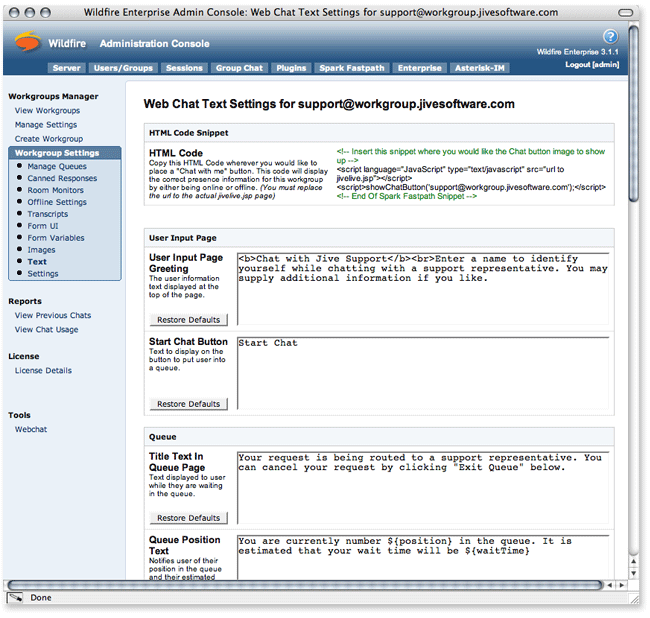 Wildfire Enterprise Admin Console: Web Chat Text Settings for support@workgroup.jivesoftware.com
Wildfire Administration Console
?
Wildfire Enterprise 3.1.1
Logout [admin]
Server Users/Groups Sessions Group Chat Plugins Spark Fastpath Enterprise Asterisk-IM
Workgroups Manager
View Workgroups
Manage Settings
Create Workgroup
Workgroup Settings
Manage Queues
Canned Responses
Room Monitors
Offline Settings
Transcripts
Form UI
Form Variables
Images
Text
Settings
Reports
View Previous Chats
View Chat Usage
License
License Details
Tools
Webchat
Web Chat Text Settings for support@workgroup.jivesoftware.com
HTML Code Snippet
HTML Code
Copy this HTML Code wherever you would like to
place a "Chat with me" button. This code will display
the correct presence information for this workgroup
by either being online or offline. (You must replace
the url to the actual jivelive.jsp page)
<!-- Insert this snippet where you would like the Chat button image to show
up -->
<script language="JavaScript" type="text/javascript" src="url to
jivelive.jsp"></script>
<script>showChatButton('support@workgroup.jivesoftware.com');</script>
<!-- End Of Spark Fastpath Snippet -->
User Input Page
User Input Page
Greeting
The user information
text displayed at the
top of the page.
Restore Defaults
<b>Chat with Jive Support</b><br>Enter a name to identify
yourself while chatting with a support representative. You may
supply additional information if you like.
Start Chat Button
Text to display on the
button to put user into
a queue.
Restore Defaults
Start Chat
Queue
Title Text In
Queue Page
Text displayed to user
while they are waiting
in the queue.
Restore Defaults
Your request is being routed to a support representative. You
can cancel your request by clicking "Exit Queue" below.
Queue Position
Text
Notifies user of their
position in the queue
and their estimated
You are currently number ${position} in the queue. It is
estimated that your wait time will be ${waitTime}
Done